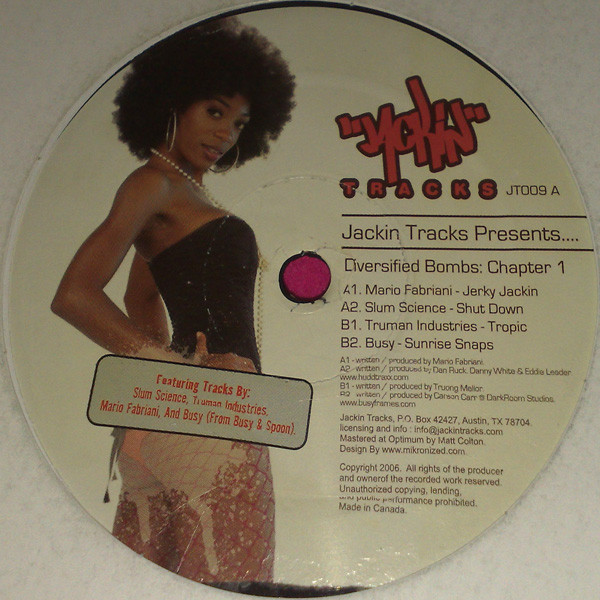 "JACKIN"
TRACKS JT009 A
Jackin Tracks Presents....
Diversified Bombs: Chapter 1
A1. Mario Fabriani - Jerky Jackin
A2. Slum Science - Shut Down
B1. Truman Industries - Tropic
B2. Busy - Sunrise Snaps
A1 - written / produced by Mario Fabriani.
A2 - written / produced by Dan Ruck, Danny White & Eddie Leader
www.huddtraxx.com
B1 - written / produced by Truong Mellor.
B2 - written / produced by Carson Carr @ DarkRoom Studios,
www.busyframes.com
Jackin Tracks, P.O. Box 42427, Austin, TX 78704.
licensing and info : info@jackintracks.com
Mastered at Optimum by Matt Colton.
Design By www.mikronized.com.
Copyright 2006. All rights of the producer
and ownerof the recorded work reserved.
Unauthorized copying, lending,
and public performance prohibited.
Made in Canada.
Featuring Tracks By:
Slum Science, Truman Industries,
Mario Fabriani, And Busy (From Busy & Spoon).